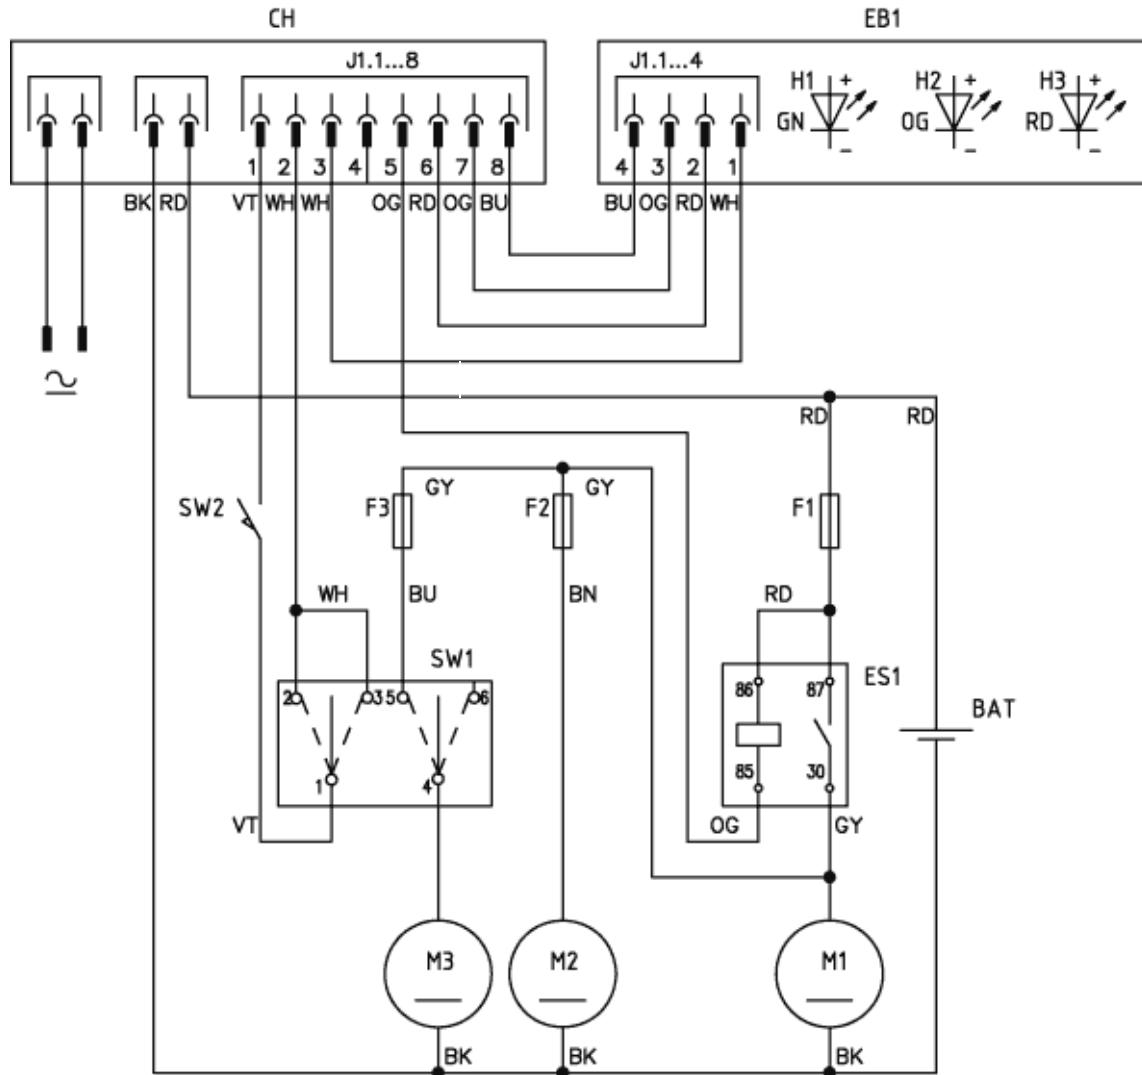 CH EB1
J1.1...8 J1.1...4
H1 + H2 + H3 +
GN OG RD
- - -
1 2 3 4 5 6 7 8 4 3 2 1
BK RD VT WH WH OG RD OG BU BU OG RD WH
RD RD
GY GY
SW2 F3 F2 F1
WH BU BN RD
SW1
ES1
2 3 5 6 86 87
BAT
1 4 85 30
VT OG GY
M3 M2 M1
BK BK BK